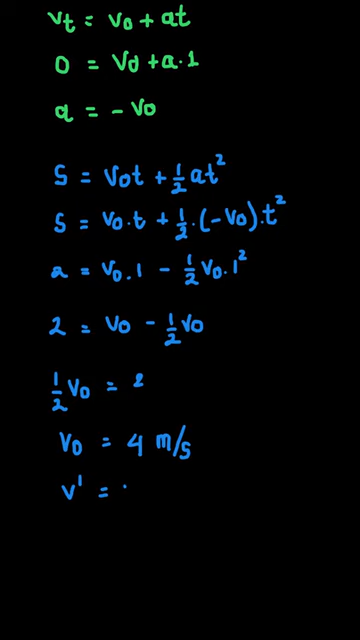 vt = v0 + at
0 = v0 + a · 1
a = - v0
S = v0t + 1/2 at²
S = v0 · t + 1/2 · (-v0) · t²
2 = v0 · 1 - 1/2 v0 · 1²
2 = v0 - 1/2 v0
1/2 v0 = 2
v0 = 4 m/s
v' =